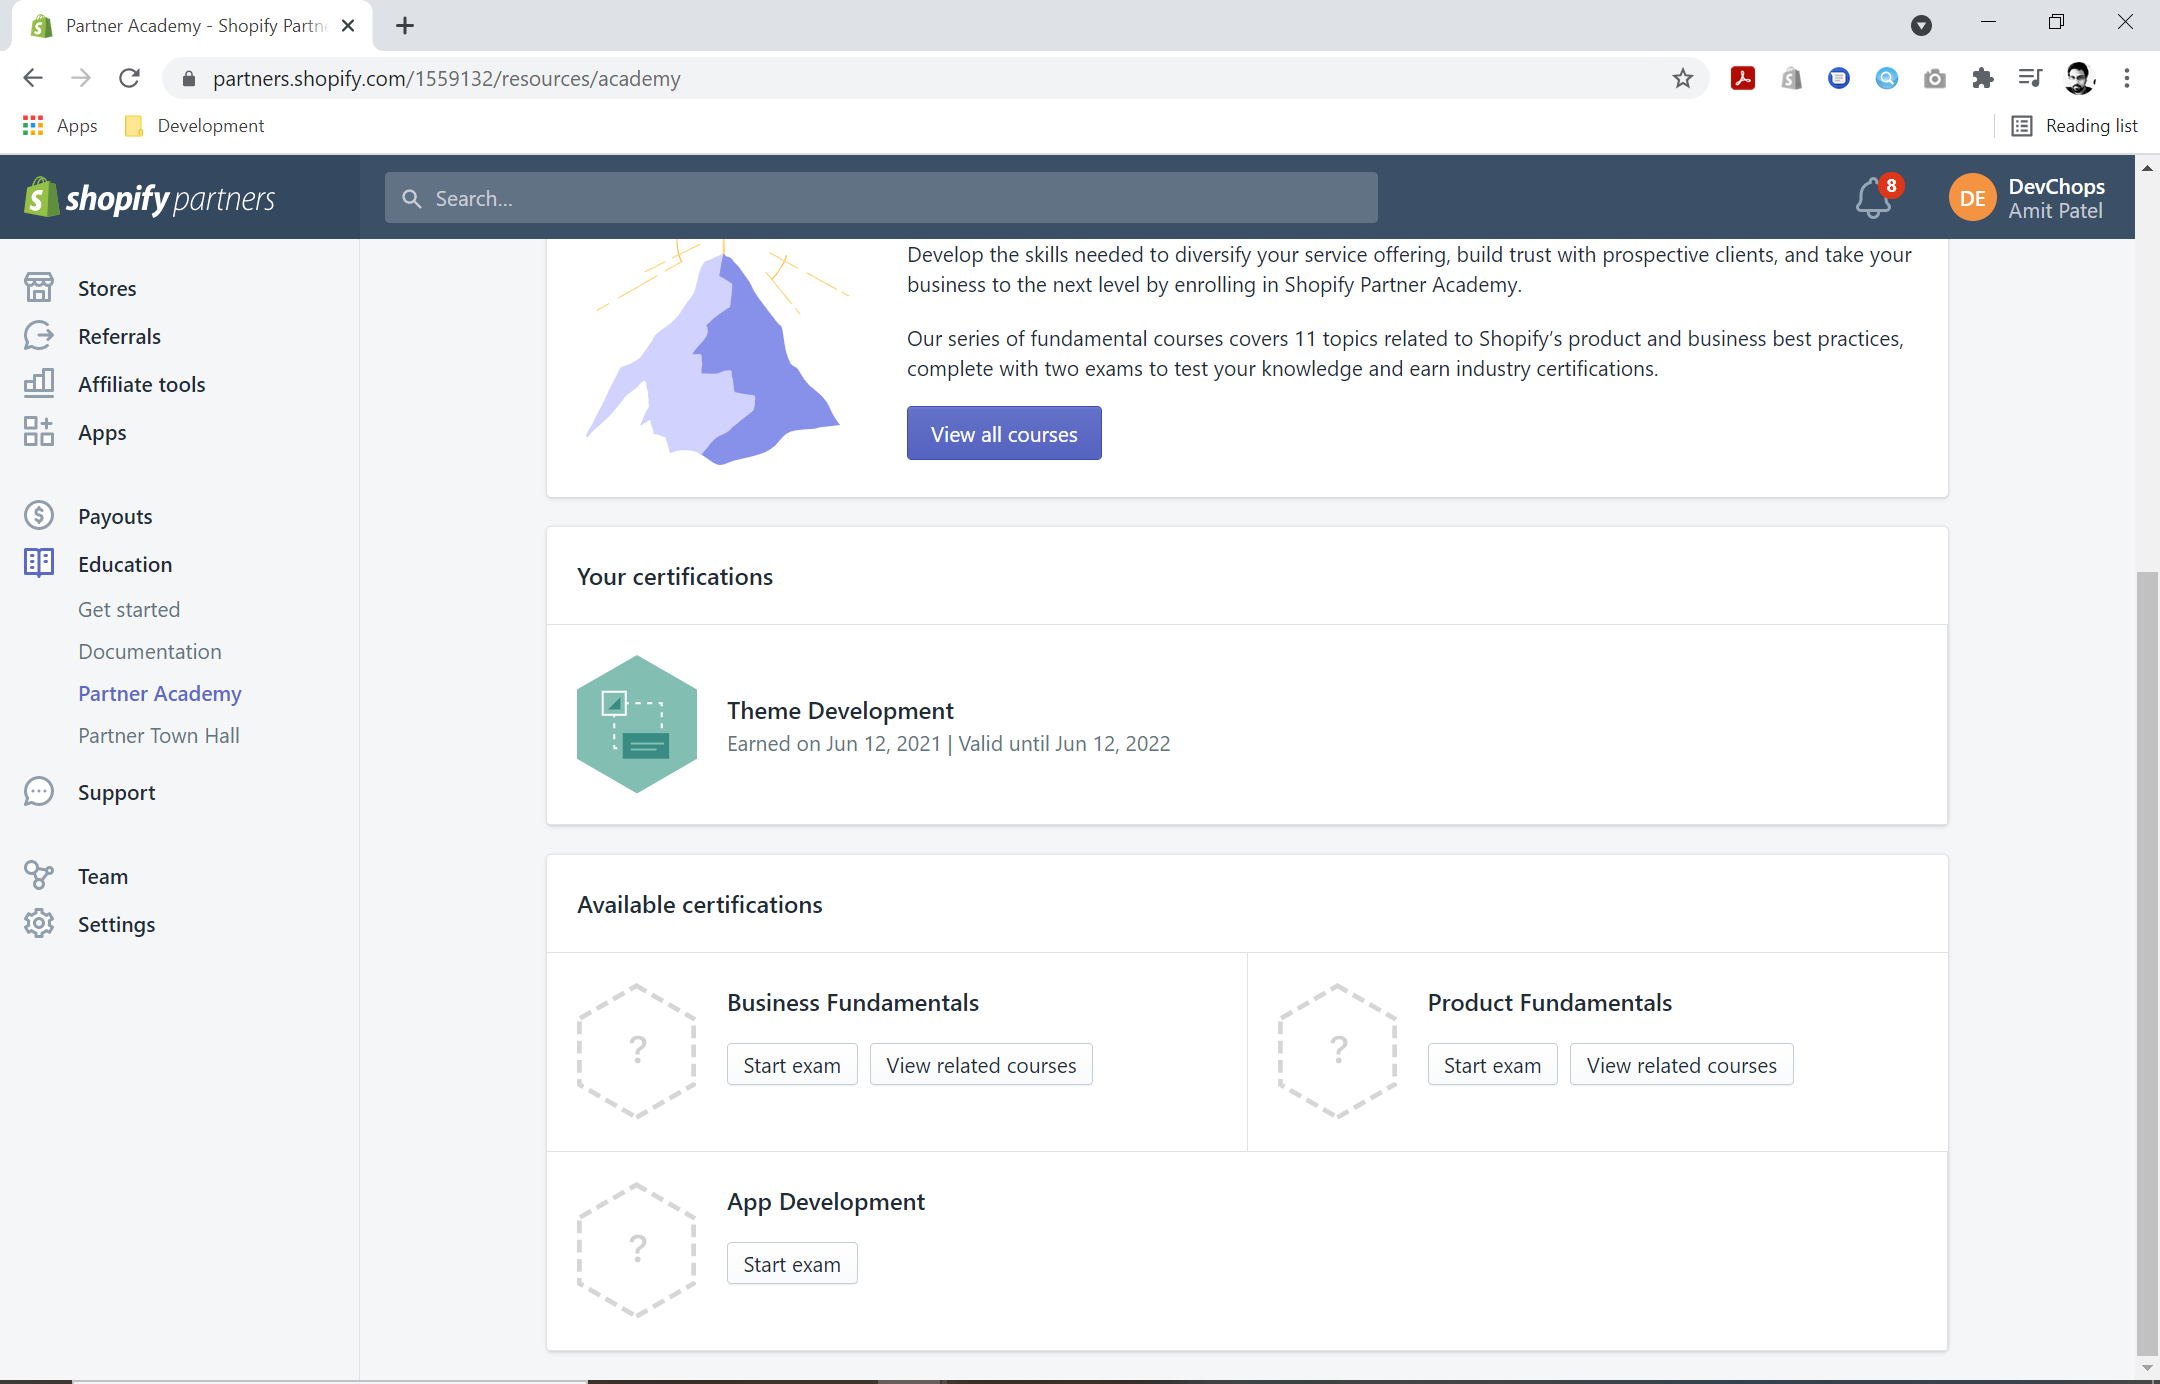 Partner Academy - Shopify Partn
partners.shopify.com/1559132/resources/academy
Apps
Development
Reading list
shopify partners
Search...
8
DE
DevChops
Amit Patel
Stores
Referrals
Affiliate tools
Apps
Payouts
Education
Get started
Documentation
Partner Academy
Partner Town Hall
Support
Team
Settings
Develop the skills needed to diversify your service offering, build trust with prospective clients, and take your
business to the next level by enrolling in Shopify Partner Academy.
Our series of fundamental courses covers 11 topics related to Shopify’s product and business best practices,
complete with two exams to test your knowledge and earn industry certifications.
View all courses
Your certifications
Theme Development
Earned on Jun 12, 2021 | Valid until Jun 12, 2022
Available certifications
?
Business Fundamentals
Start exam
View related courses
?
Product Fundamentals
Start exam
View related courses
?
App Development
Start exam